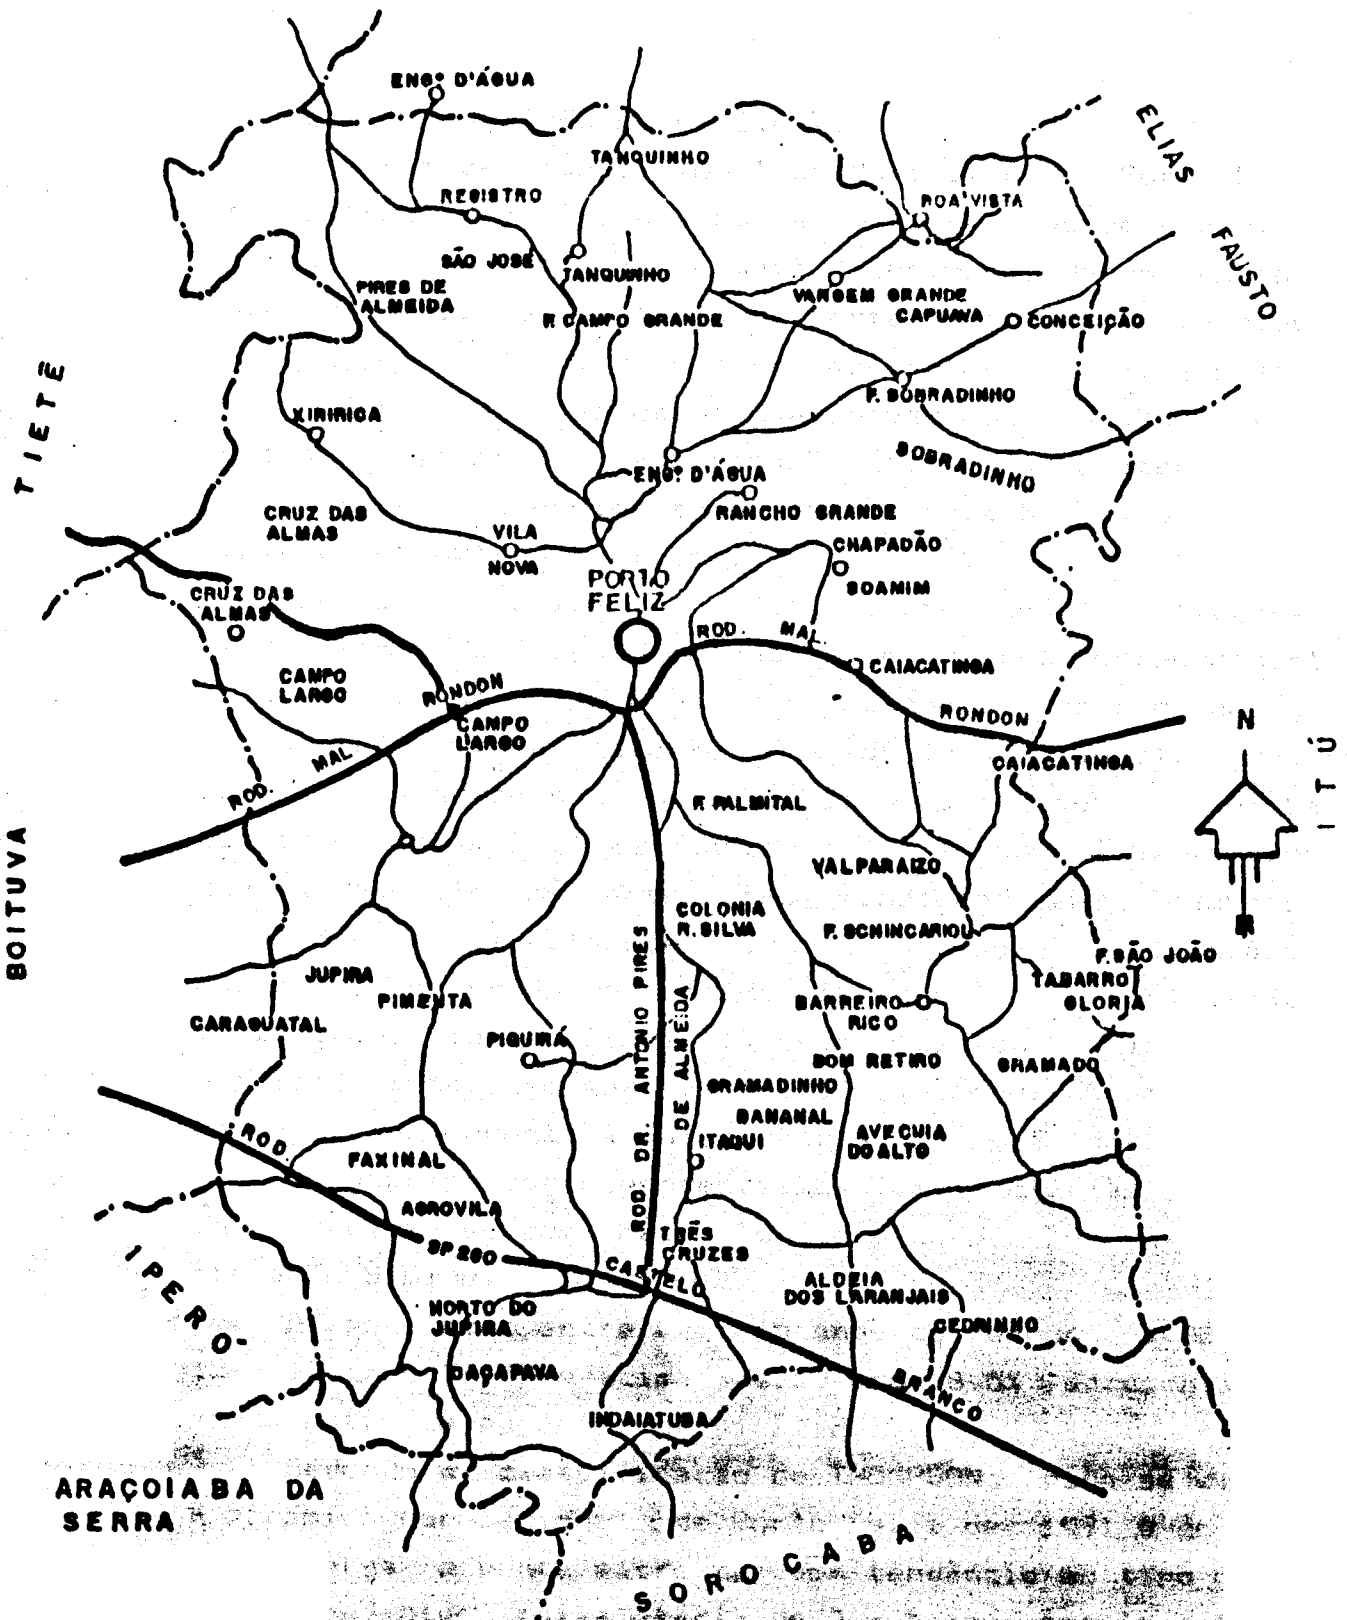 ENGº D'ÁGUA
ELIAS
FAUSTO
TANQUINHO
REGISTRO
BOA VISTA
SÃO JOSÉ
TANQUINHO
PIRES DE
ALMEIDA
VARGEM GRANDE
CAPUAVA
F. CAMPO GRANDE
CONCEIÇÃO
TIETÊ
F. SOBRADINHO
XIRIRICA
SOBRADINHO
ENGº D'ÁGUA
RANCHO GRANDE
CRUZ DAS
ALMAS
VILA
NOVA
CHAPADÃO
SOAMIM
PORTO
FELIZ
CRUZ DAS
ALMAS
ROD. MAL. RONDON
CAIACATINGA
CAMPO
LARGO
ROD. MAL. RONDON
CAMPO
LARGO
N
ITÚ
CAIACATINGA
F. PALMITAL
BOITUVA
VALPARAIZO
COLONIA
R. SILVA
F. SCHINCARIOL
F. SÃO JOÃO
JUPIRA
TABARRO
PIMENTA
BARREIRO
RICO
GLORIA
CARAGUATAL
PIQUIRÁ
ROD. DR. ANTONIO PIRES
DE ALMEIDA
BOM RETIRO
GRAMADO
GRAMADINHO
BANANAL
ITAQUI
AVECUIA
DO ALTO
ROD. SP 280 CASTELO BRANCO
FAXINAL
AGROVILA
TRÊS
CRUZES
IPERÓ
ALDEIA
DOS LARANJAIS
HORTO DO
JUPIRA
CEDRINHO
CAÇAPAVA
INDAIATUBA
ARAÇOIABA DA
SERRA
SOROCABA